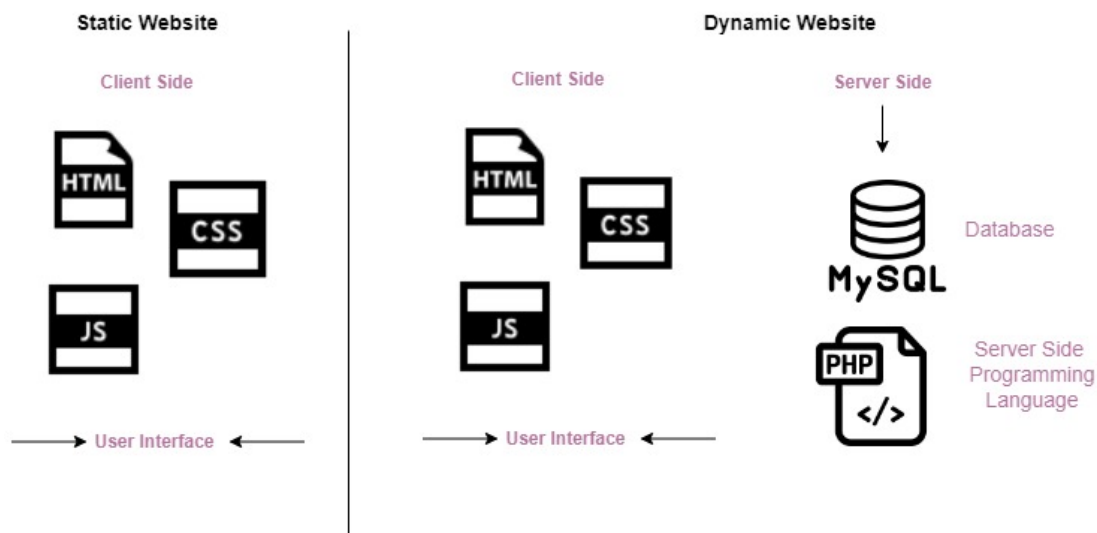 Static Website
Client Side
HTML
CSS
JS
User Interface
Dynamic Website
Client Side
HTML
CSS
JS
User Interface
Server Side
MySQL
Database
PHP
</>
Server Side
Programming
Language